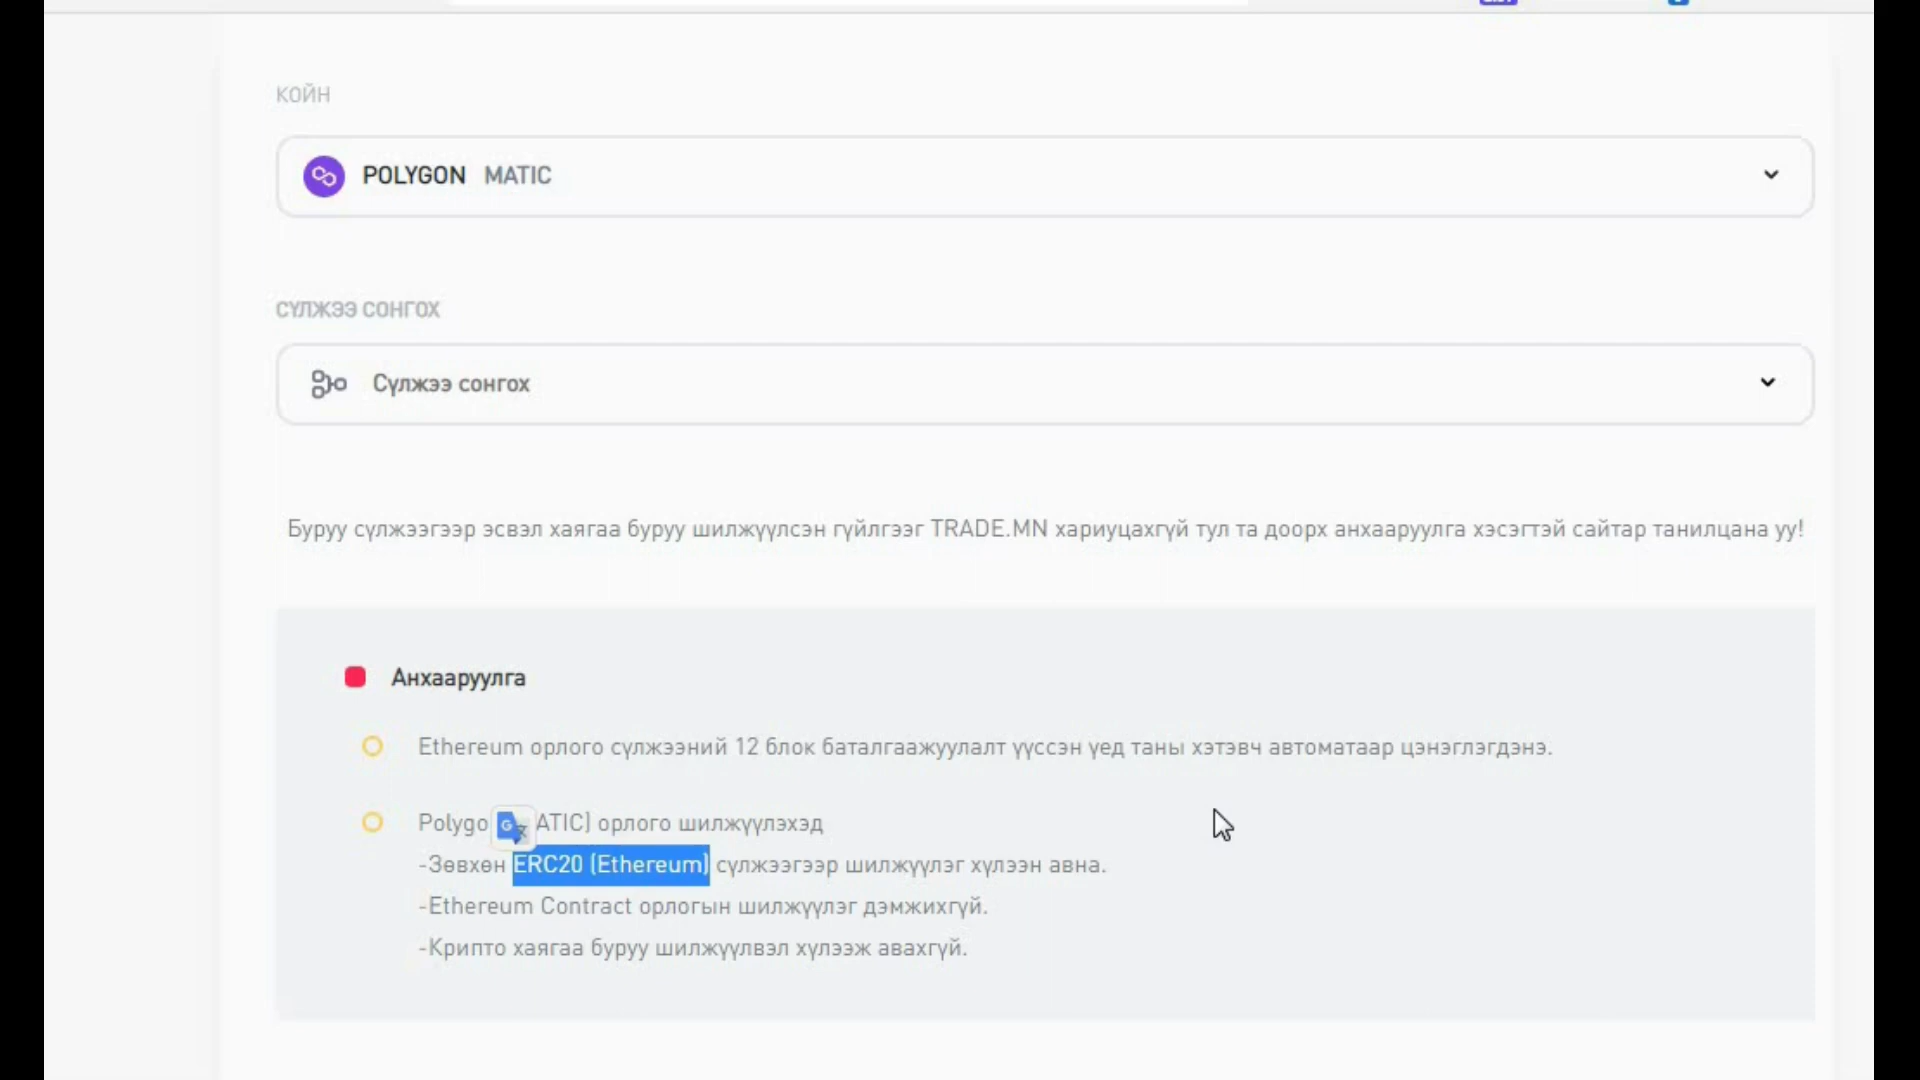 КОЙН
POLYGON MATIC
СҮЛЖЭЭ СОНГОХ
Сүлжээ сонгох
Буруу сүлжээгээр эсвэл хаягаа буруу шилжүүлсэн гүйлгээг TRADE.MN хариуцахгүй тул та доорх анхааруулга хэсэгтэй сайтар танилцана уу!
Анхааруулга
Ethereum орлого сүлжээний 12 блок баталгаажуулалт үүссэн үед таны хэтэвч автоматаар цэнэглэгдэнэ.
Polygo ATIC) орлого шилжүүлэхэд
-Зөвхөн ERC20 (Ethereum) сүлжээгээр шилжүүлэг хүлээн авна.
-Ethereum Contract орлогын шилжүүлэг дэмжихгүй.
-Крипто хаягаа буруу шилжүүлвэл хүлээж авахгүй.